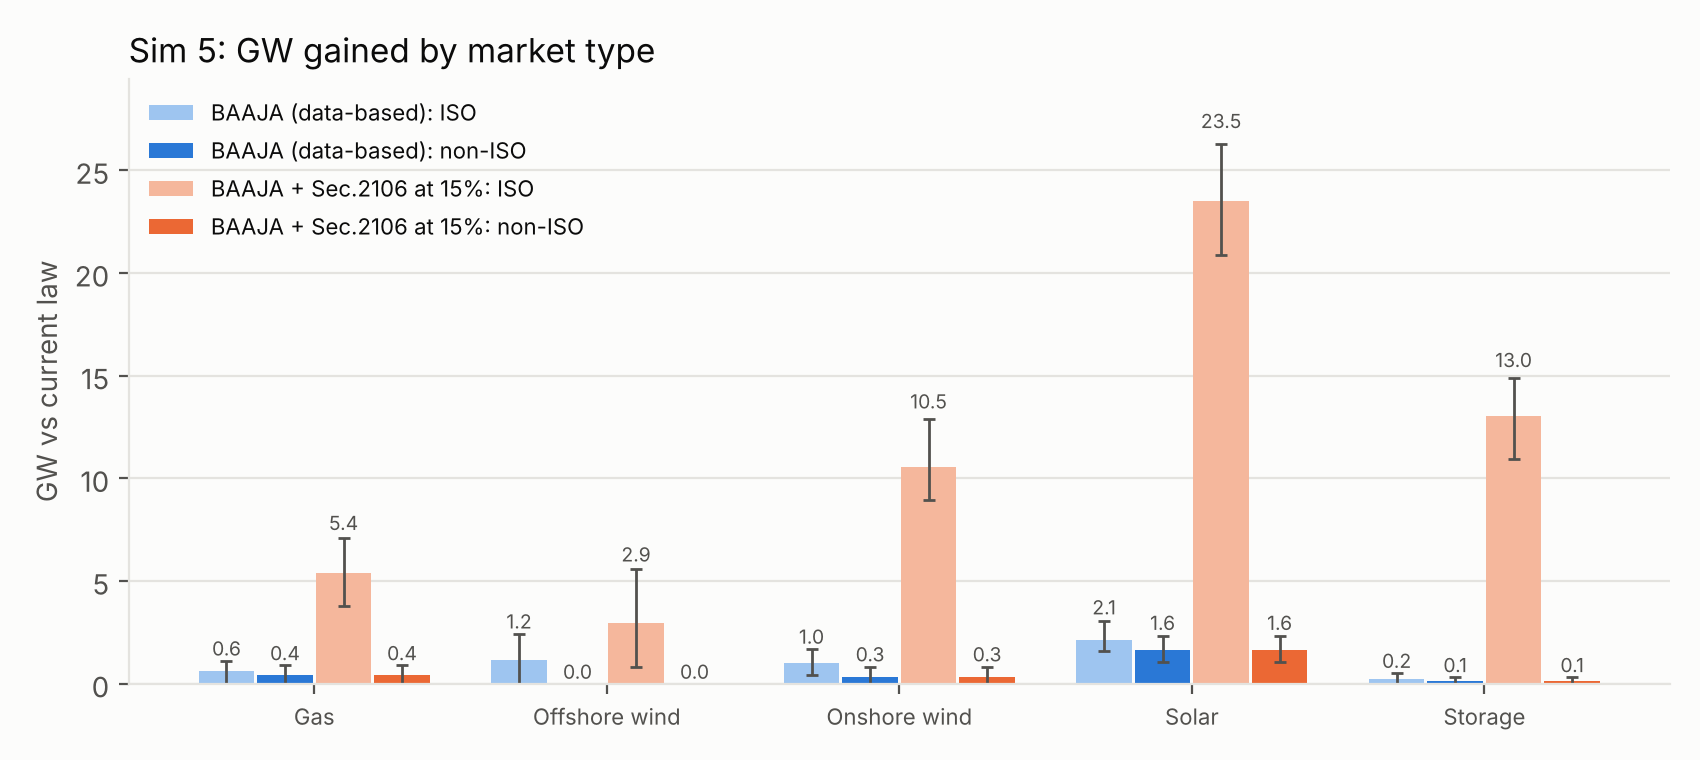 Sim 5: GW gained by market type
BAAJA (data-based): ISO
BAAJA (data-based): non-ISO
BAAJA + Sec.2106 at 15%: ISO
BAAJA + Sec.2106 at 15%: non-ISO
GW vs current law
25
20
15
10
5
0
0.6
0.4
5.4
0.4
1.2
0.0
2.9
0.0
1.0
0.3
10.5
0.3
2.1
1.6
23.5
1.6
0.2
0.1
13.0
0.1
Gas
Offshore wind
Onshore wind
Solar
Storage